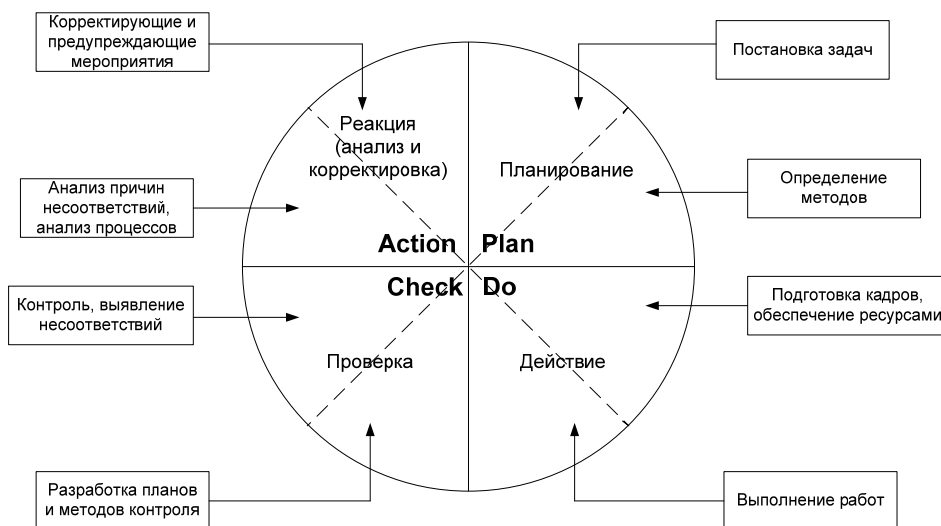 Корректирующие и
предупреждающие
мероприятия
Постановка задач
Реакция
(анализ и
корректировка)
Планирование
Анализ причин
несоответствий,
анализ процессов
Определение
методов
Action Plan
Check Do
Контроль, выявление
несоответствий
Подготовка кадров,
обеспечение ресурсами
Проверка
Действие
Разработка планов
и методов контроля
Выполнение работ